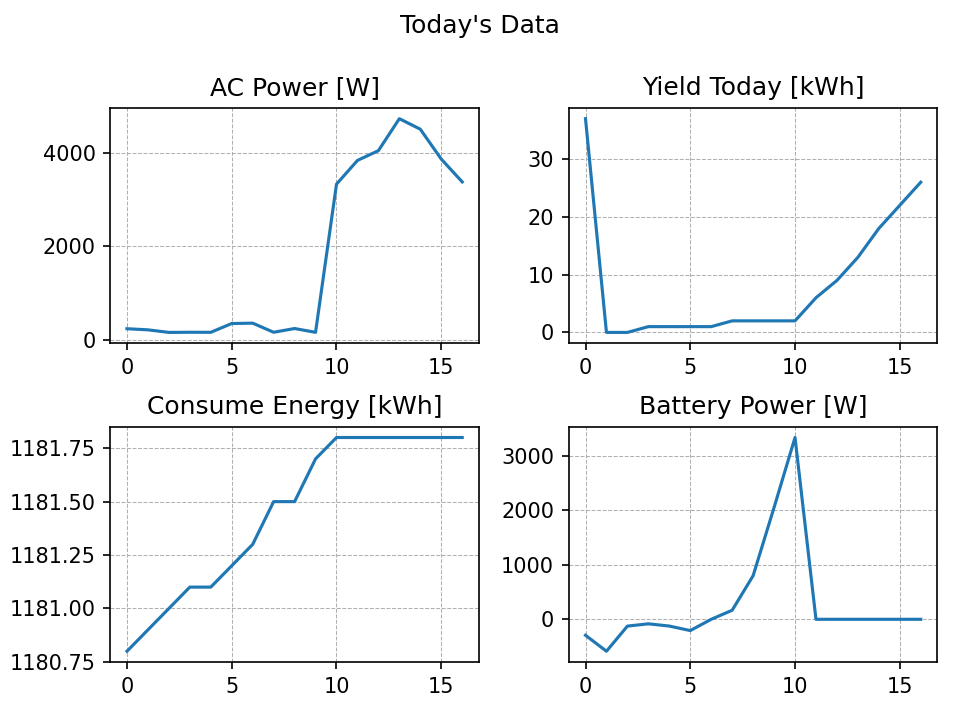 Today's Data
AC Power [W]
4000
2000
0
0 5 10 15
Yield Today [kWh]
30
20
10
0
0 5 10 15
Consume Energy [kWh]
1181.75
1181.50
1181.25
1181.00
1180.75
0 5 10 15
Battery Power [W]
3000
2000
1000
0
0 5 10 15